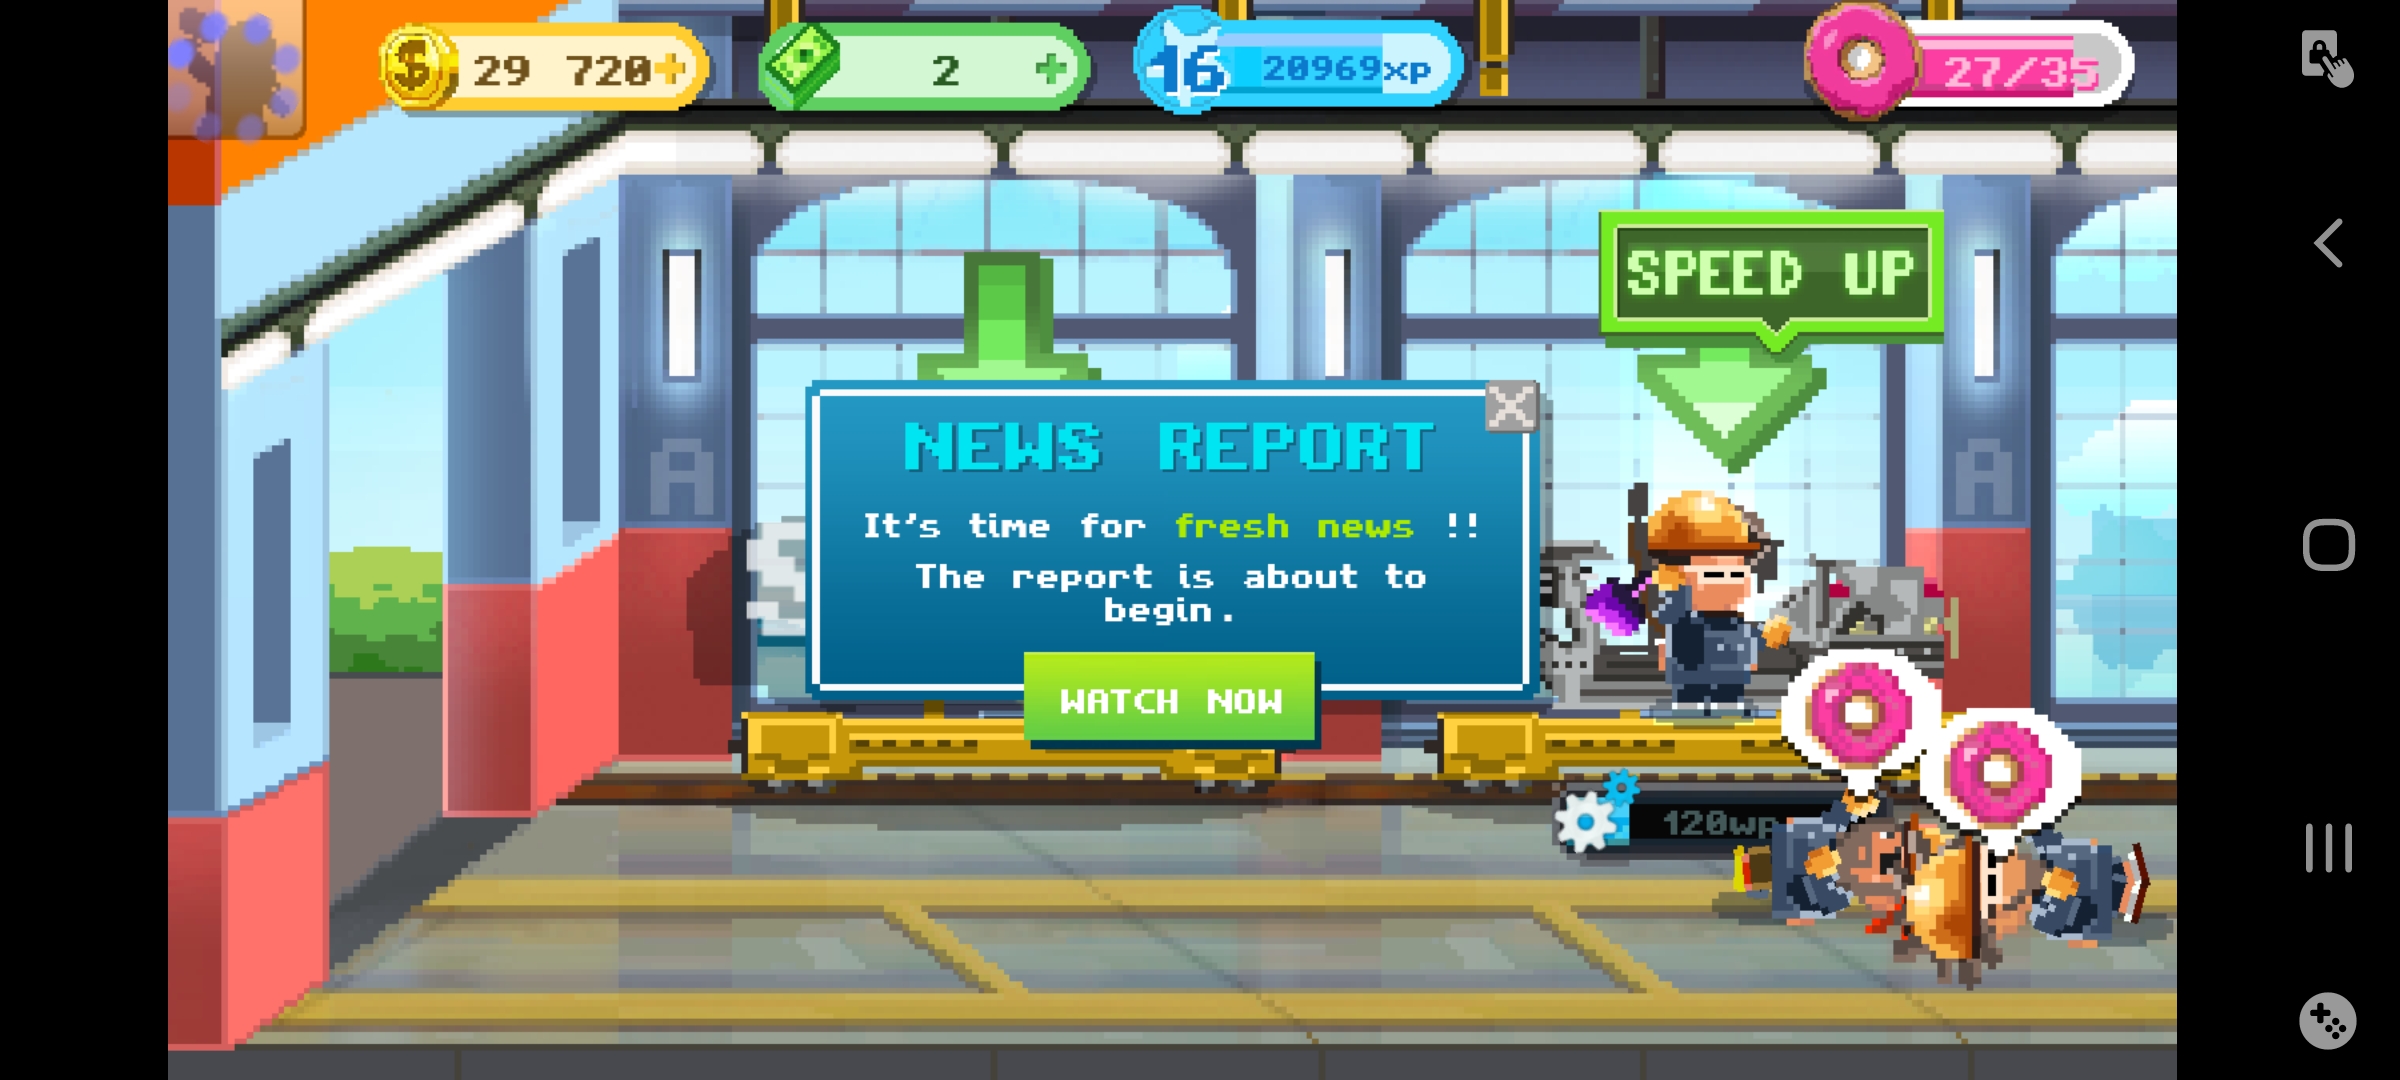 29 720
2
16 20969xp
27/35
SPEED UP
A
A
NEWS REPORT
It's time for fresh news !!
The report is about to
begin.
WATCH NOW
120wp